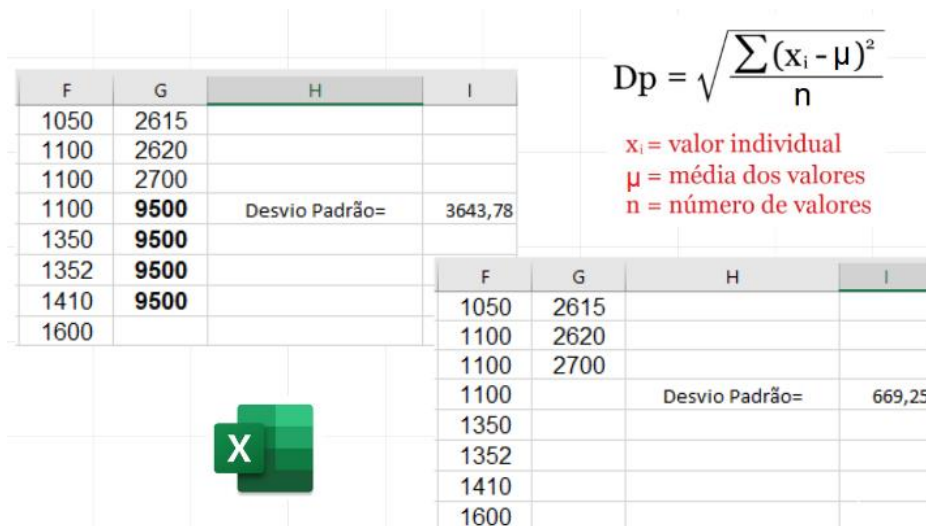 Dp = √ ∑(xᵢ - µ)² / n
xᵢ = valor individual
µ = média dos valores
n = número de valores
F G H I
1050 2615
1100 2620
1100 2700
1100 9500 Desvio Padrão= 3643,78
1350 9500
1352 9500
1410 9500
1600
F G H I
1050 2615
1100 2620
1100 2700
1100 Desvio Padrão= 669,25
1350
1352
1410
1600
X